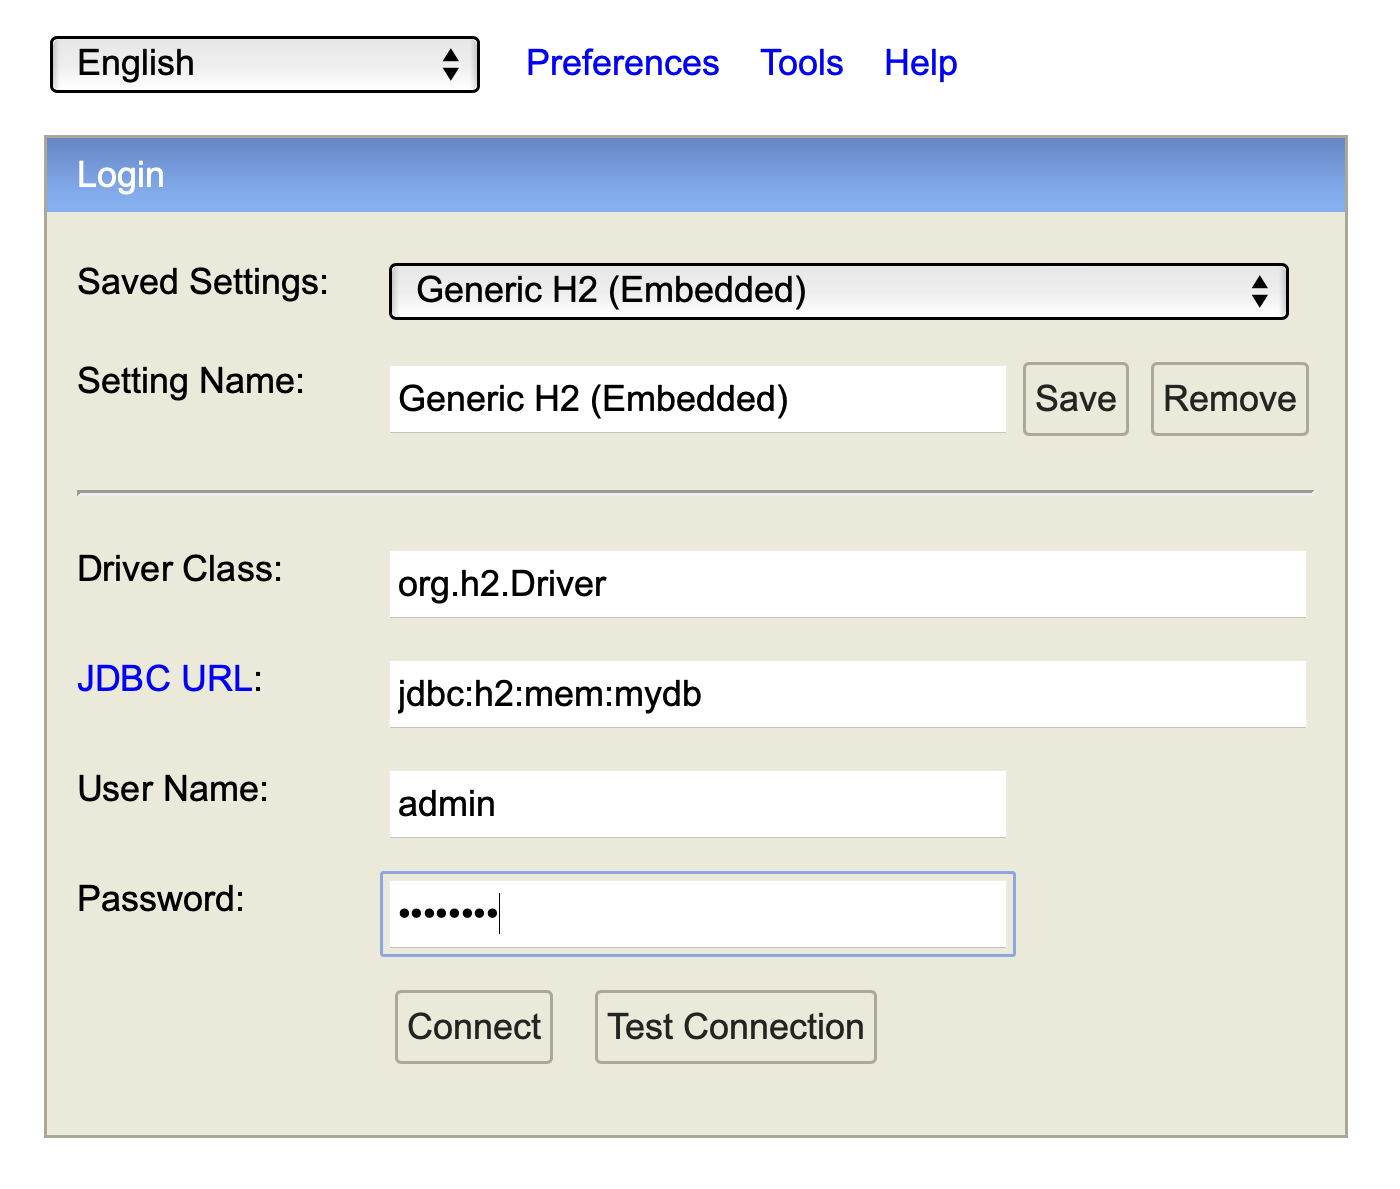 English Preferences Tools Help
Login
Saved Settings: Generic H2 (Embedded)
Setting Name: Generic H2 (Embedded) Save Remove
Driver Class: org.h2.Driver
JDBC URL: jdbc:h2:mem:mydb
User Name: admin
Password: ••••••••
Connect Test Connection